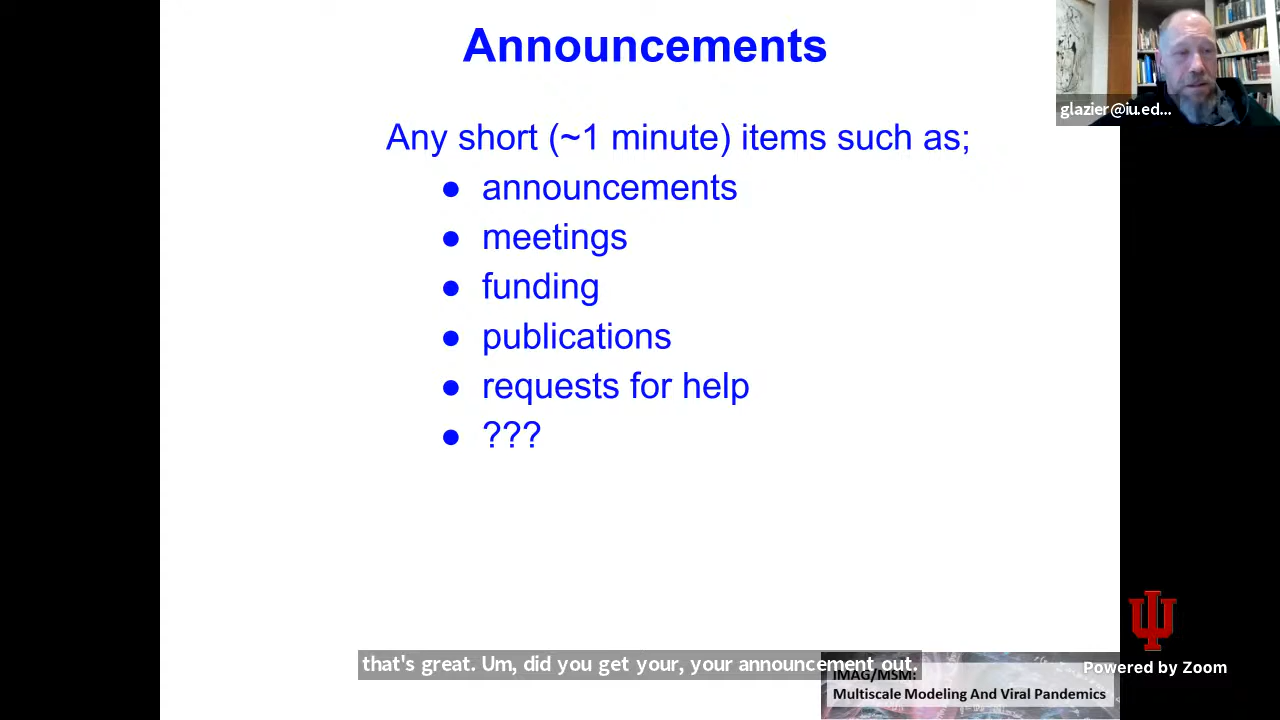 Announcements
glazier@iu.ed...
Any short (~1 minute) items such as;
● announcements
● meetings
● funding
● publications
● requests for help
● ???
that's great. Um, did you get your, your announcement out.
IMAG/MSM:
Multiscale Modeling And Viral Pandemics
Powered by Zoom